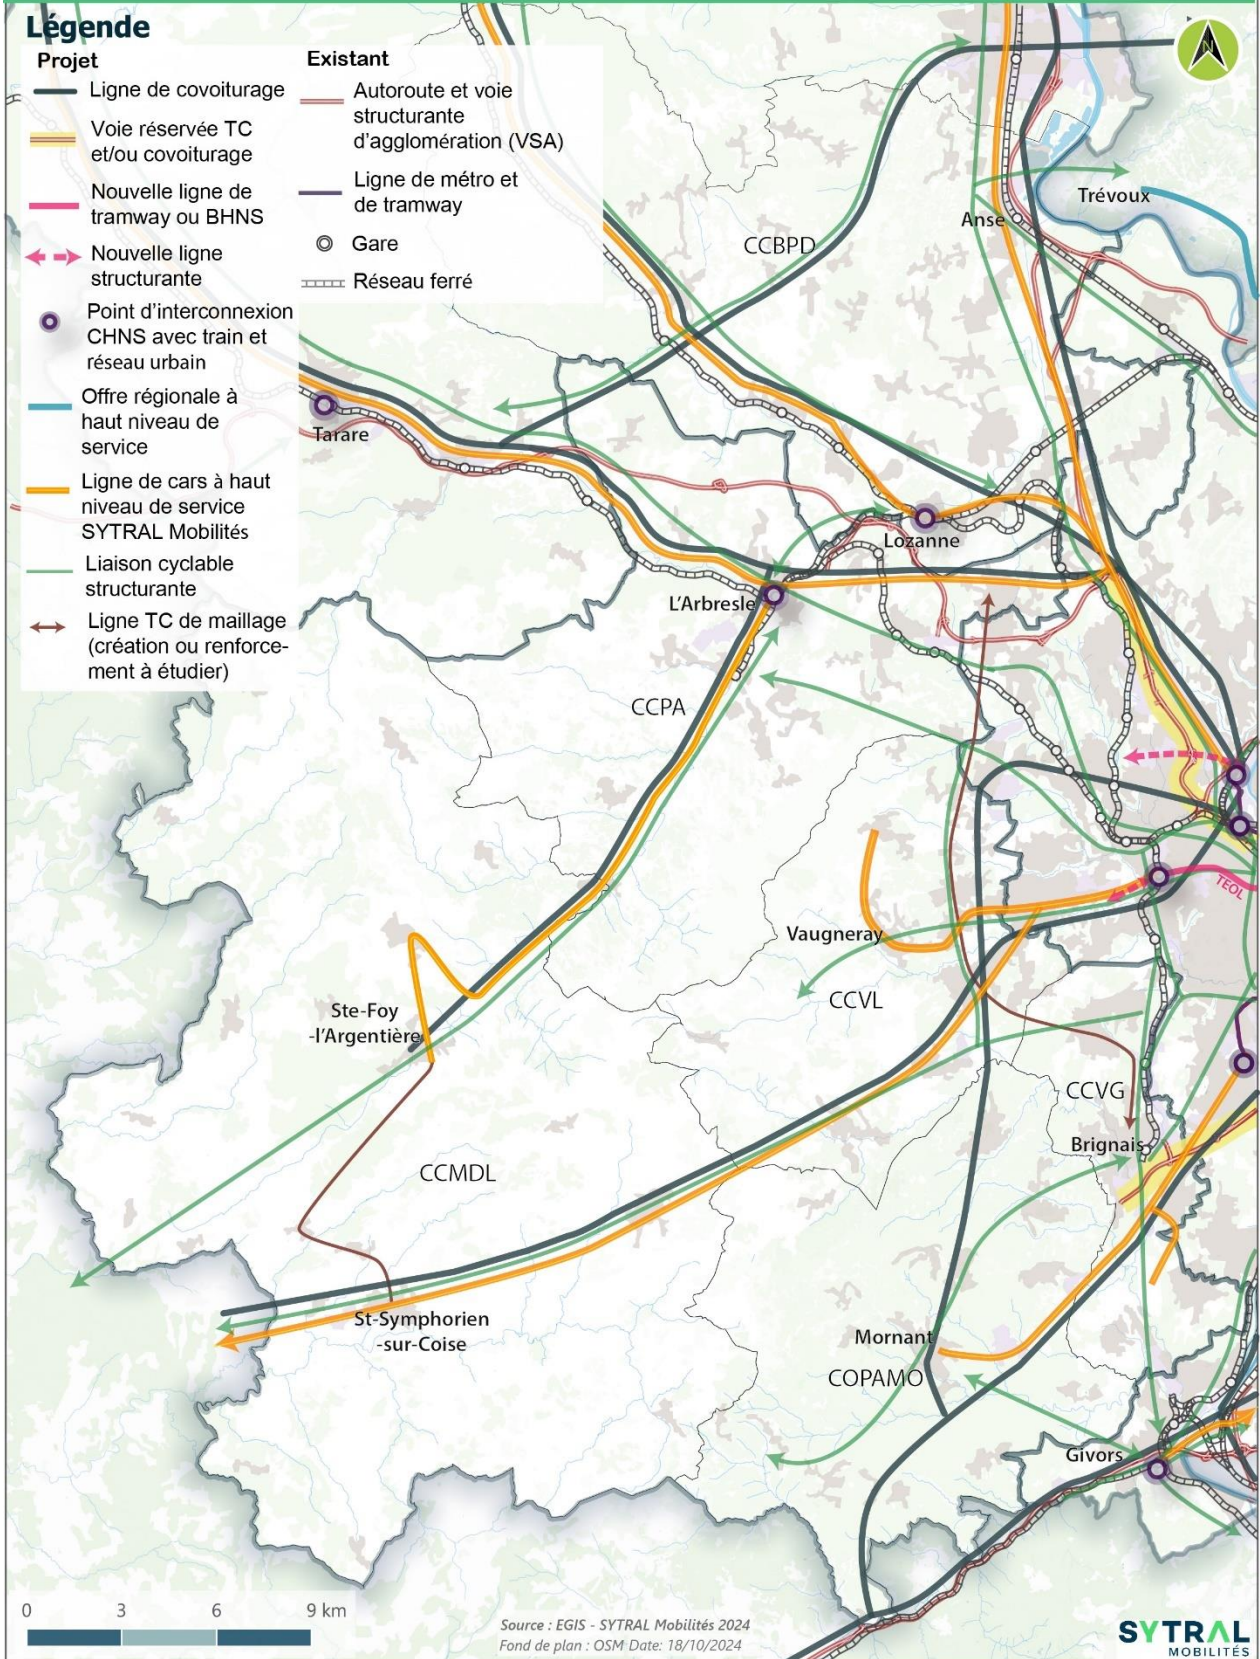 Légende
Projet
Ligne de covoiturage
Voie réservée TC
et/ou covoiturage
Nouvelle ligne de
tramway ou BHNS
Nouvelle ligne
structurante
Point d'interconnexion
CHNS avec train et
réseau urbain
Offre régionale à
haut niveau de
service
Ligne de cars à haut
niveau de service
SYTRAL Mobilités
Liaison cyclable
structurante
Ligne TC de maillage
(création ou renforce-
ment à étudier)
Existant
Autoroute et voie
structurante
d'agglomération (VSA)
Ligne de métro et
de tramway
Gare
Réseau ferré
N
Trévoux
Anse
CCBPD
Tarare
Lozanne
L'Arbresle
CCPA
TEOL
Vaugneray
CCVL
Ste-Foy
-l'Argentière
CCVG
Brignais
CCMDL
St-Symphorien
-sur-Coise
Mornant
COPAMO
Givors
0 3 6 9 km
Source : EGIS - SYTRAL Mobilités 2024
Fond de plan : OSM Date: 18/10/2024
SYTRAL
MOBILITÉS